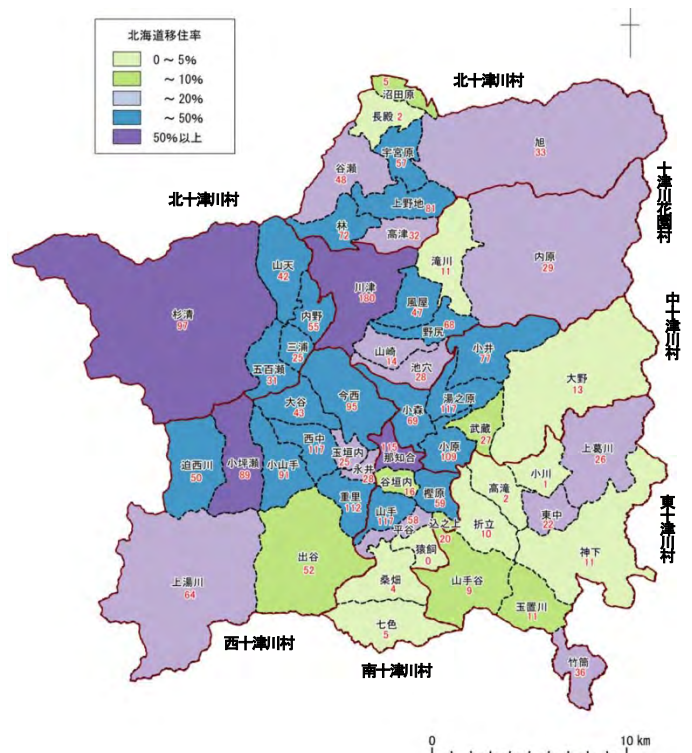 北海道移住率
0 ~ 5%
~ 10%
~ 20%
~ 50%
50%以上
北十津川村
5
沼田原
長殿 2
宇宮原
57
旭
33
谷瀬
48
上野地 81
十津川花園村
北十津川村
林
72
高津 32
滝川
11
内原
29
山天
42
川津
180
風屋
47
杉清
97
内野
55
野尻 68
中十津川村
三浦
25
山崎
14
池穴
28
小井
77
五百瀬
31
大野
13
今西
95
湯之原
117
大谷
43
小森
69
武蔵
27
上葛川
26
西中
117
玉垣内
25
115
那知合
小原
109
迫西川
50
小坪瀬
89
小山手
91
永井
28
高滝
2
小川
1
谷垣内
16
東中
22
東十津川村
重里
112
山手
117
58
平谷
樫原
59
込之上
20
折立
10
猿飼
0
神下
11
出谷
52
上湯川
64
桑畑
4
山手谷
9
玉置川
11
七色
5
西十津川村
南十津川村
竹筒
36
0 10 km